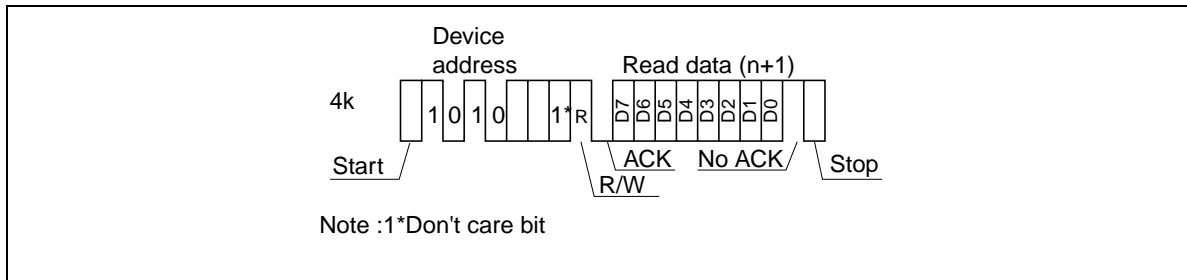 Device
address
Read data (n+1)
4k
1 0 1 0 1* R D7 D6 D5 D4 D3 D2 D1 D0
Start
ACK
No ACK
Stop
R/W
Note :1*Don't care bit